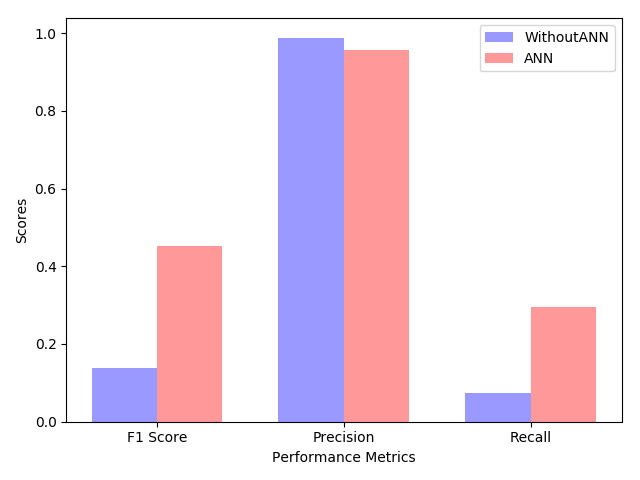 WithoutANN
ANN
Scores
1.0
0.8
0.6
0.4
0.2
0.0
F1 Score
Precision
Recall
Performance Metrics